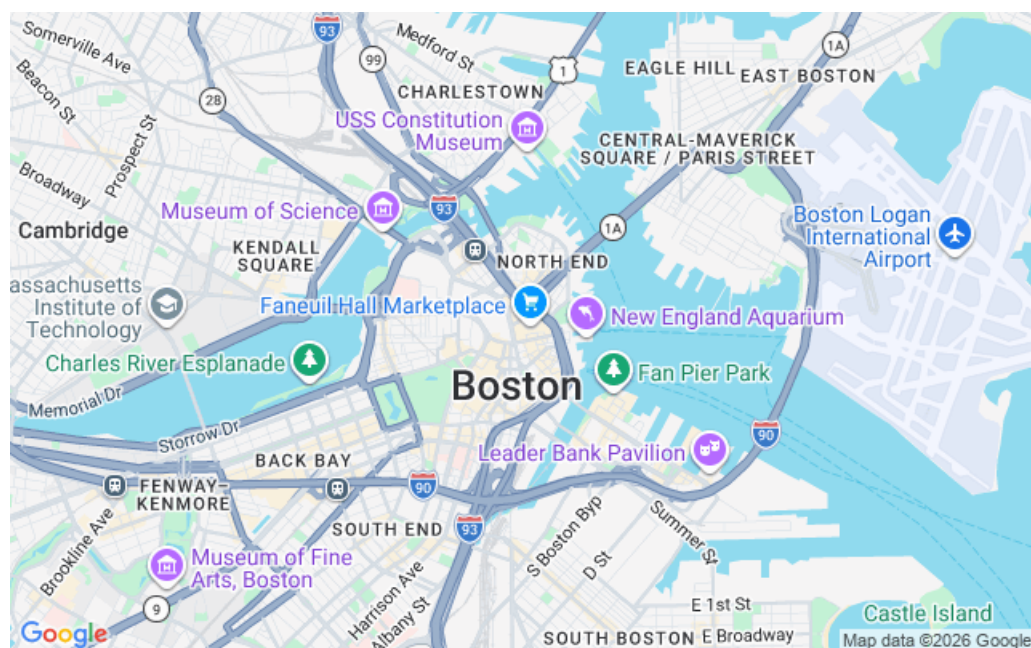 93
1A
Somerville Ave
Medford St
99
1
EAGLE HILL
EAST BOSTON
Beacon St
28
CHARLESTOWN
USS Constitution
Museum
Prospect St
CENTRAL-MAVERICK
SQUARE / PARIS STREET
Broadway
Museum of Science
93
Boston Logan
International
Airport
Cambridge
1A
KENDALL
SQUARE
NORTH END
assachusetts
Institute of
Technology
Faneuil Hall Marketplace
New England Aquarium
Charles River Esplanade
Fan Pier Park
Boston
Memorial Dr
Storrow Dr
90
Leader Bank Pavilion
BACK BAY
90
FENWAY–
KENMORE
SOUTH END
93
S Boston Byp
Summer St
Brookline Ave
Museum of Fine
Arts, Boston
D St
Harrison Ave
Albany St
9
E 1st St
Castle Island
Google
SOUTH BOSTON
E Broadway
Map data ©2026 Google